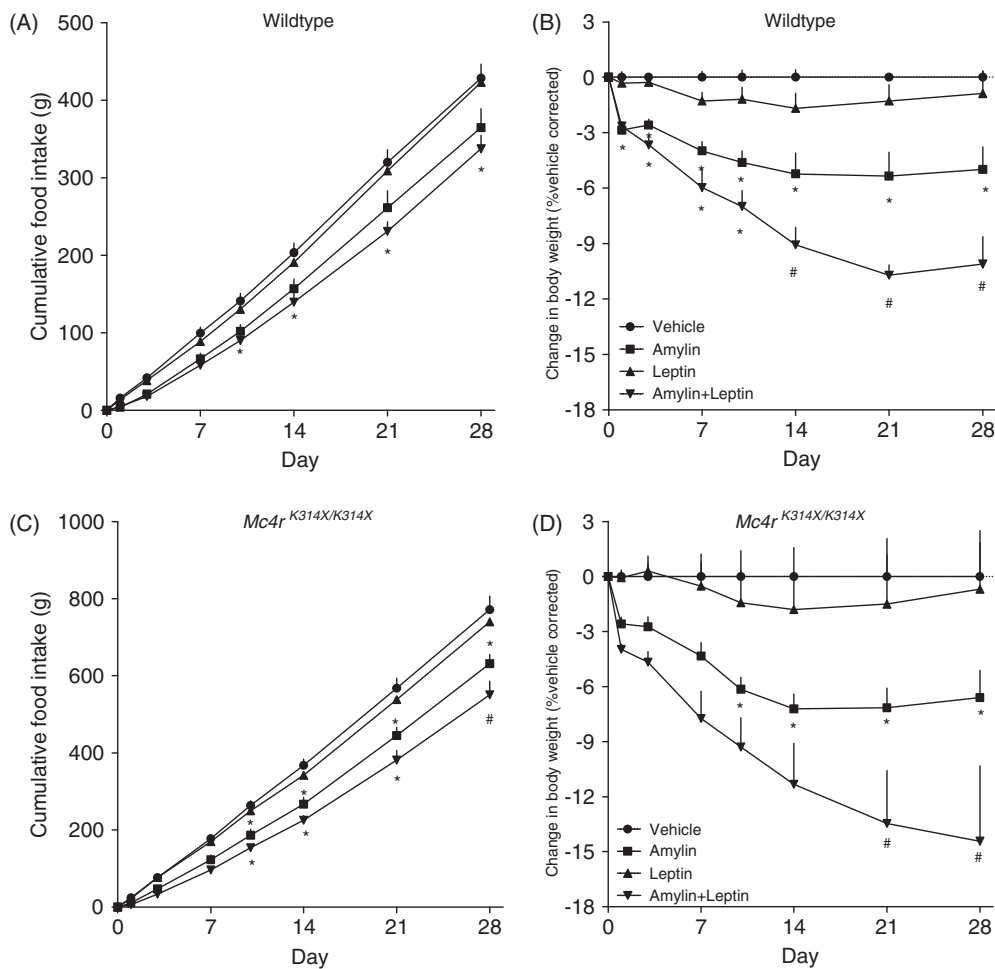 (A)
Wildtype
Cumulative food intake (g)
500
400
300
200
100
0
* * * *
0 7 14 21 28
Day
(B)
Wildtype
Change in body weight (%vehicle corrected)
3
0
-3
-6
-9
-12
-15
-18
* * * * * * *
* * * * # # #
Vehicle
Amylin
Leptin
Amylin+Leptin
0 7 14 21 28
Day
(C)
Mc4r K314X/K314X
Cumulative food intake (g)
1000
800
600
400
200
0
* * * *
* * * #
0 7 14 21 28
Day
(D)
Mc4r K314X/K314X
Change in body weight (%vehicle corrected)
3
0
-3
-6
-9
-12
-15
-18
* * * *
# #
Vehicle
Amylin
Leptin
Amylin+Leptin
0 7 14 21 28
Day